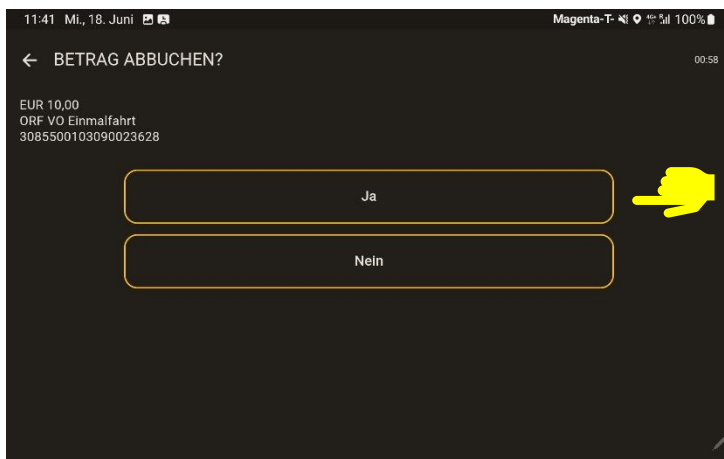 11:41 Mi., 18. Juni Magenta-T- 4G R 100%
← BETRAG ABBUCHEN? 00:58
EUR 10,00
ORF VO Einmalfahrt
3085500103090023628
Ja
Nein